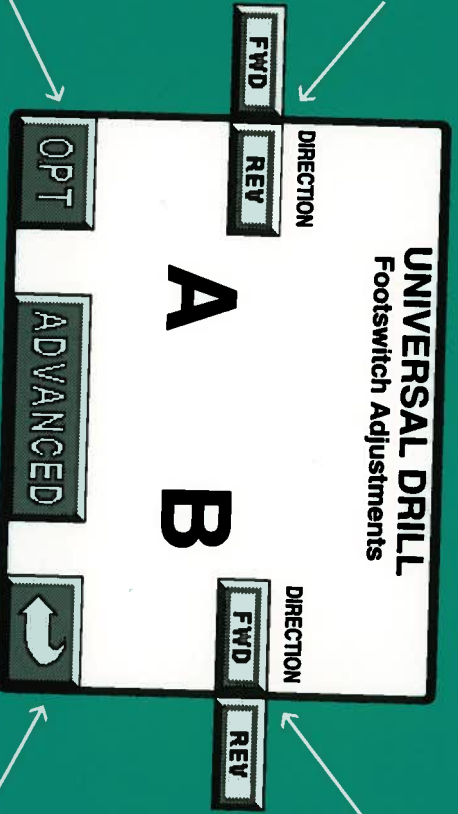 UNIVERSAL DRILL
Footswitch Adjustments
DIRECTION
DIRECTION
FWD REV
FWD REV
A B
OPT ADVANCED